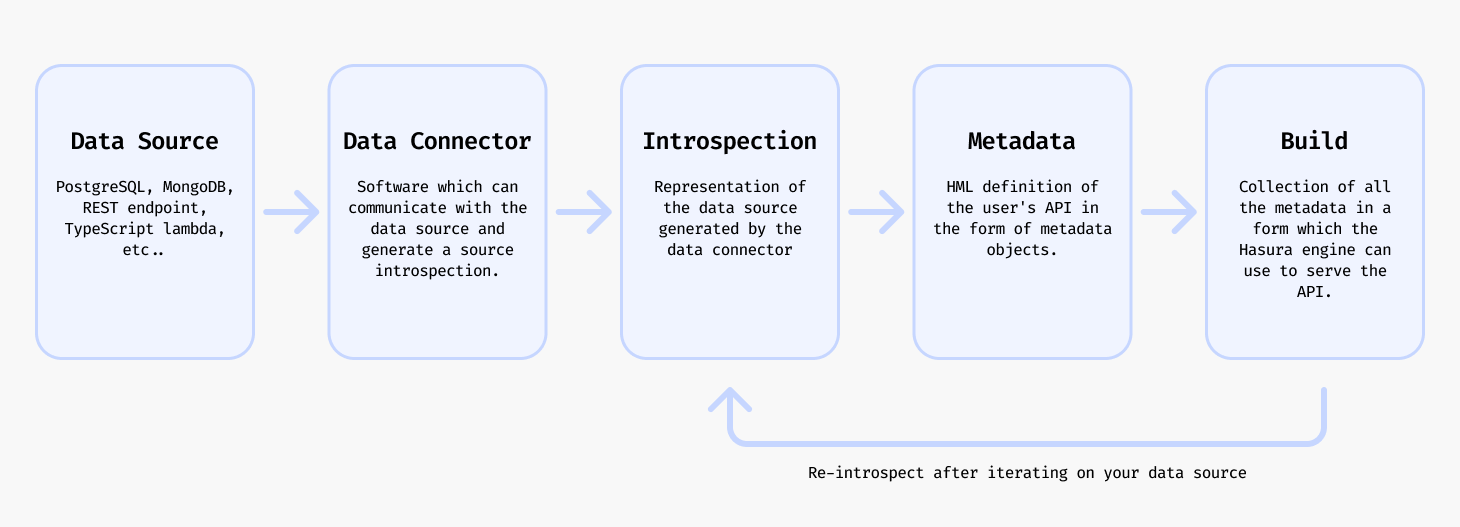 Data Source
PostgreSQL, MongoDB,
REST endpoint,
TypeScript lambda,
etc..
Data Connector
Software which can
communicate with the
data source and
generate a source
introspection.
Introspection
Representation of
the data source
generated by the
data connector
Metadata
HML definition of
the user's API in
the form of metadata
objects.
Build
Collection of all
the metadata in a
form which the
Hasura engine can
use to serve the
API.
Re-introspect after iterating on your data source